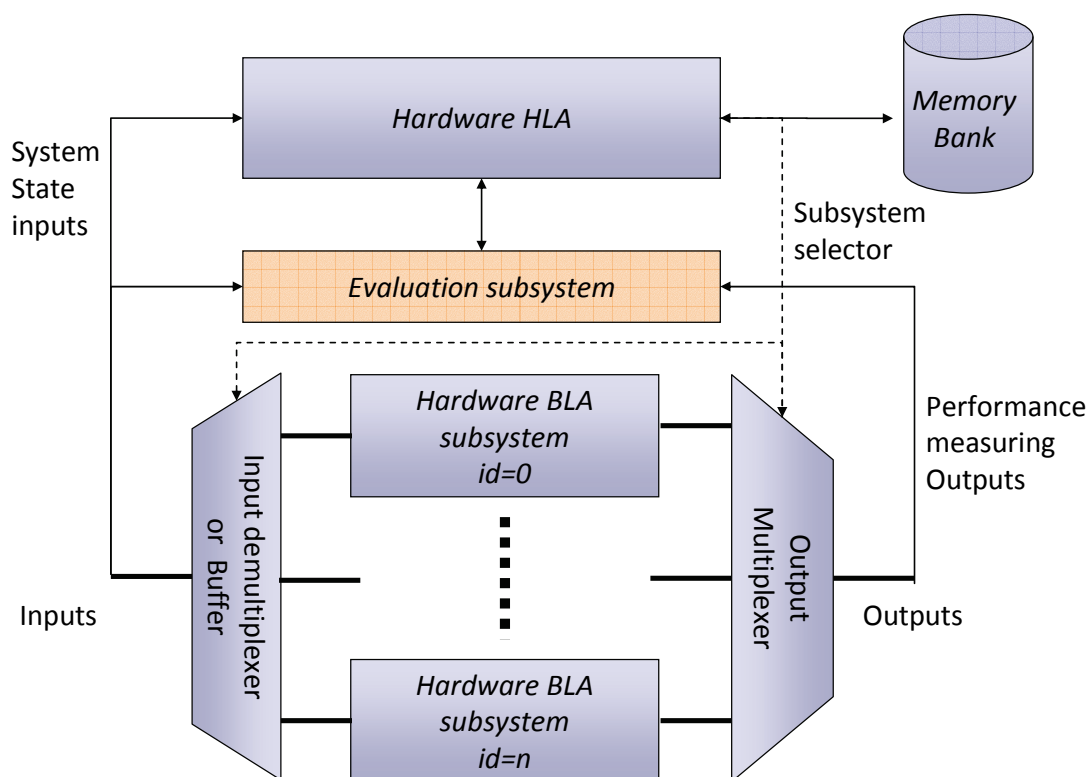 Hardware HLA
Memory
Bank
System
State
inputs
Subsystem
selector
Evaluation subsystem
Hardware BLA
subsystem
id=0
Performance
measuring
Outputs
Input demultiplexer
or Buffer
Output
Multiplexer
Inputs
Outputs
Hardware BLA
subsystem
id=n